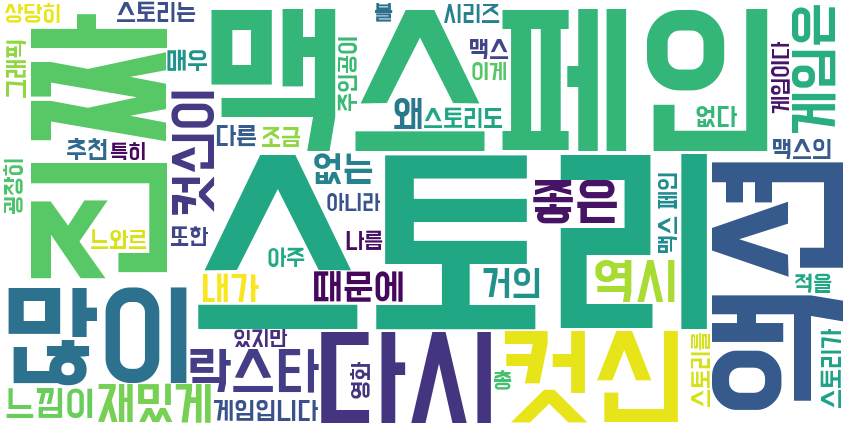 상당히
스토리는
그래픽
진짜
매우
맥스페인
불
시리즈
맥스
이게
주인공이
왜
스토리도
없다
게임이다
은
게임
맥스의
굉장히
추천
특히
컷신이
다른
조금
없는
아니라
좋은
맥스 페인
액션
느와르
또한
아주
나름
스토리
내가
때문에
거의
역시
적을
많이
있지만
락스타
다시
영화
컷신
총
스토리를
스토리가
느낌이
재밌게
게임입니다